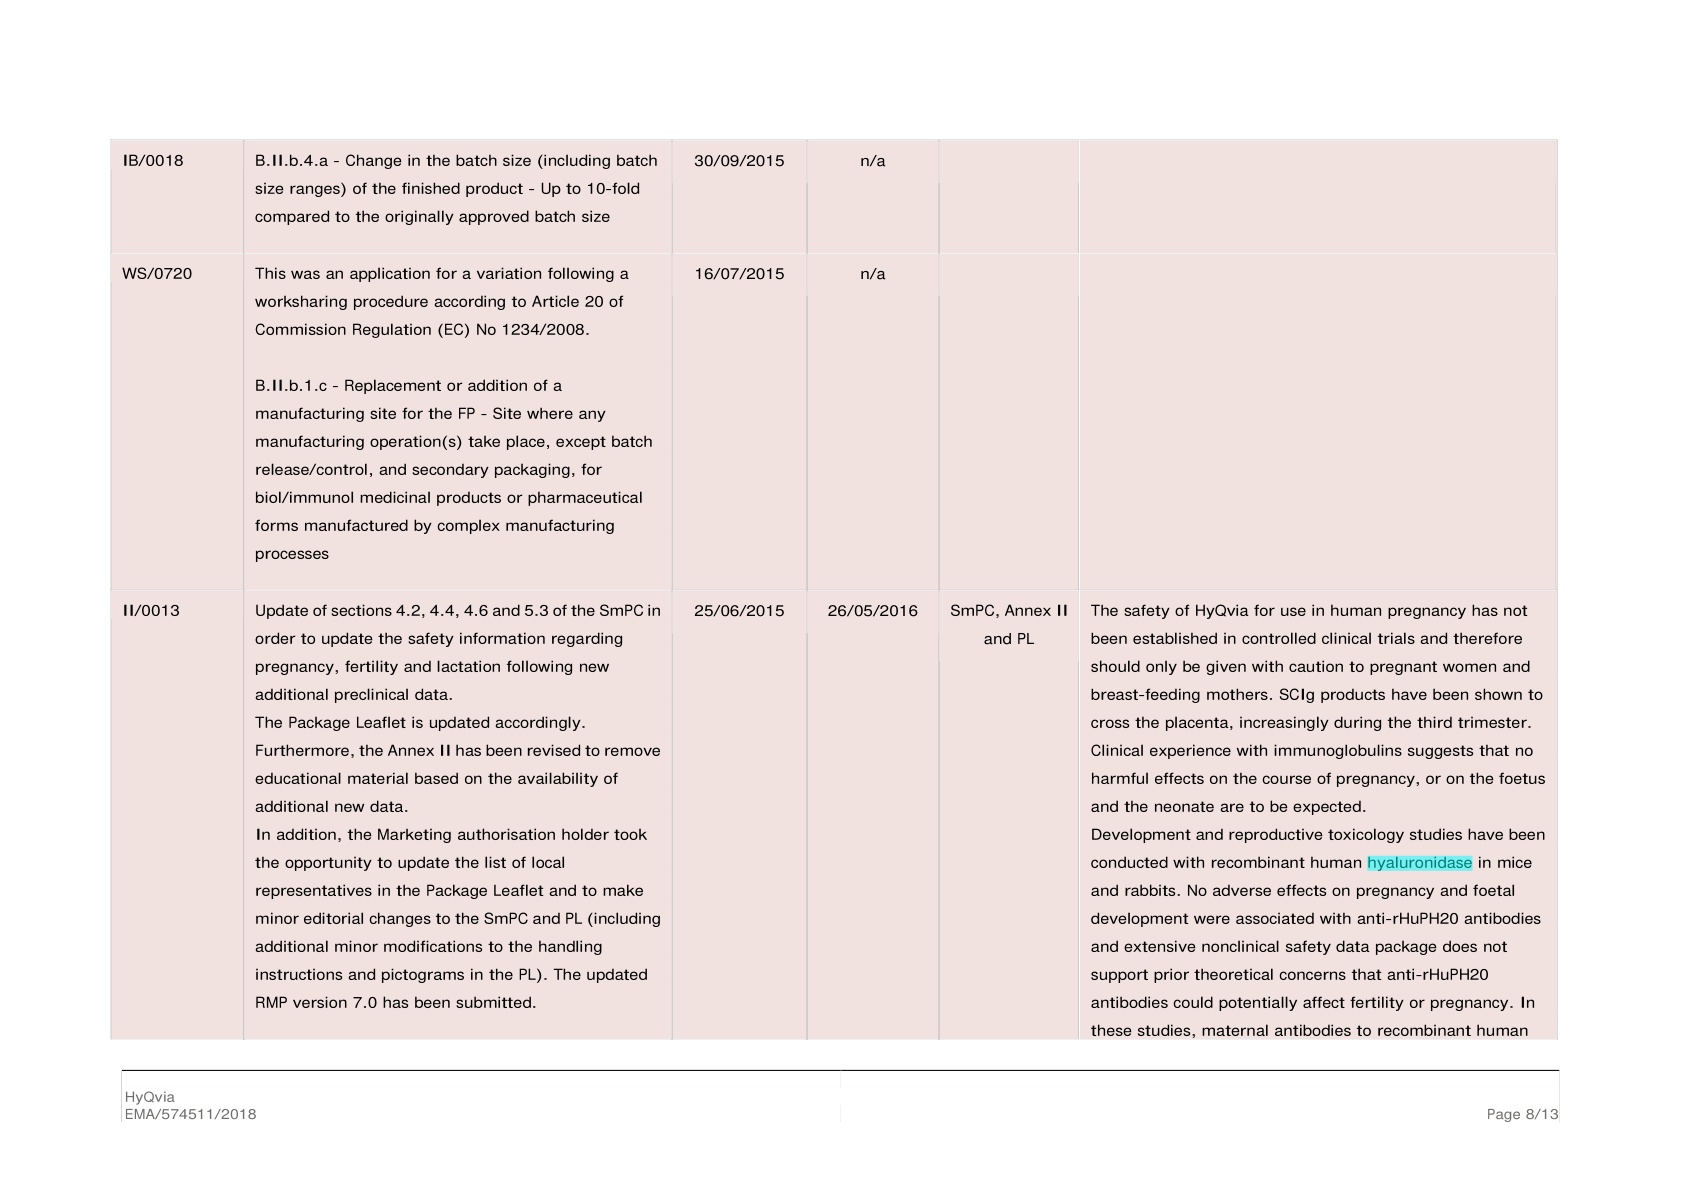 IB/0018
B.II.b.4.a - Change in the batch size (including batch
size ranges) of the finished product - Up to 10-fold
compared to the originally approved batch size
30/09/2015
n/a
WS/0720
This was an application for a variation following a
worksharing procedure according to Article 20 of
Commission Regulation (EC) No 1234/2008.
B.II.b.1.c - Replacement or addition of a
manufacturing site for the FP - Site where any
manufacturing operation(s) take place, except batch
release/control, and secondary packaging, for
biol/immunol medicinal products or pharmaceutical
forms manufactured by complex manufacturing
processes
16/07/2015
n/a
II/0013
Update of sections 4.2, 4.4, 4.6 and 5.3 of the SmPC in
order to update the safety information regarding
pregnancy, fertility and lactation following new
additional preclinical data.
The Package Leaflet is updated accordingly.
Furthermore, the Annex II has been revised to remove
educational material based on the availability of
additional new data.
In addition, the Marketing authorisation holder took
the opportunity to update the list of local
representatives in the Package Leaflet and to make
minor editorial changes to the SmPC and PL (including
additional minor modifications to the handling
instructions and pictograms in the PL). The updated
RMP version 7.0 has been submitted.
25/06/2015
26/05/2016
SmPC, Annex II
and PL
The safety of HyQvia for use in human pregnancy has not
been established in controlled clinical trials and therefore
should only be given with caution to pregnant women and
breast-feeding mothers. SCIg products have been shown to
cross the placenta, increasingly during the third trimester.
Clinical experience with immunoglobulins suggests that no
harmful effects on the course of pregnancy, or on the foetus
and the neonate are to be expected.
Development and reproductive toxicology studies have been
conducted with recombinant human hyaluronidase in mice
and rabbits. No adverse effects on pregnancy and foetal
development were associated with anti-rHuPH20 antibodies
and extensive nonclinical safety data package does not
support prior theoretical concerns that anti-rHuPH20
antibodies could potentially affect fertility or pregnancy. In
these studies, maternal antibodies to recombinant human
HyQvia
EMA/574511/2018
Page 8/13